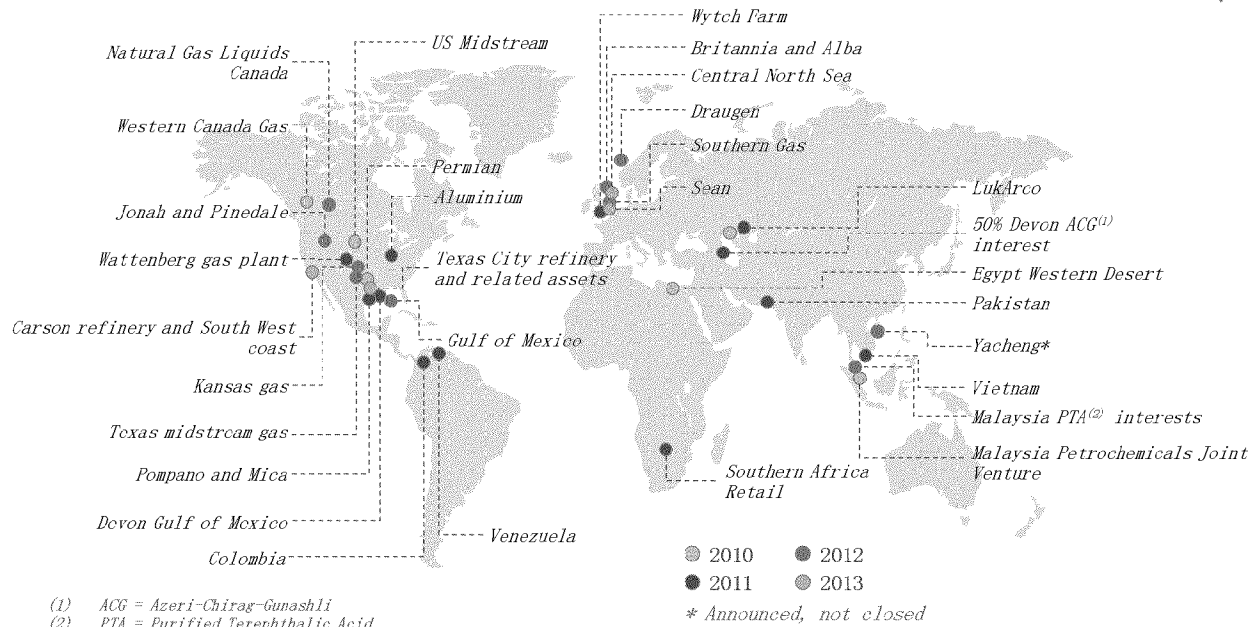 Wytch Farm
Natural Gas Liquids
Canada
US Midstream
Britannia and Alba
Central North Sea
Western Canada Gas
Draugen
Southern Gas
Permian
Sean
LukArco
Jonah and Pinedale
Aluminium
50% Devon ACG(1)
interest
Wattenberg gas plant
Texas City refinery
and related assets
Egypt Western Desert
Pakistan
Carson refinery and South West
coast
Gulf of Mexico
Yacheng*
Kansas gas
Vietnam
Malaysia PTA(2) interests
Texas midstream gas
Malaysia Petrochemicals Joint
Venture
Pompano and Mica
Southern Africa
Retail
Devon Gulf of Mexico
Venezuela
Colombia
2010 2012
2011 2013
* Announced, not closed
(1) ACG = Azeri-Chirag-Gunashli
(2) PTA = Purified Terephthalic Acid